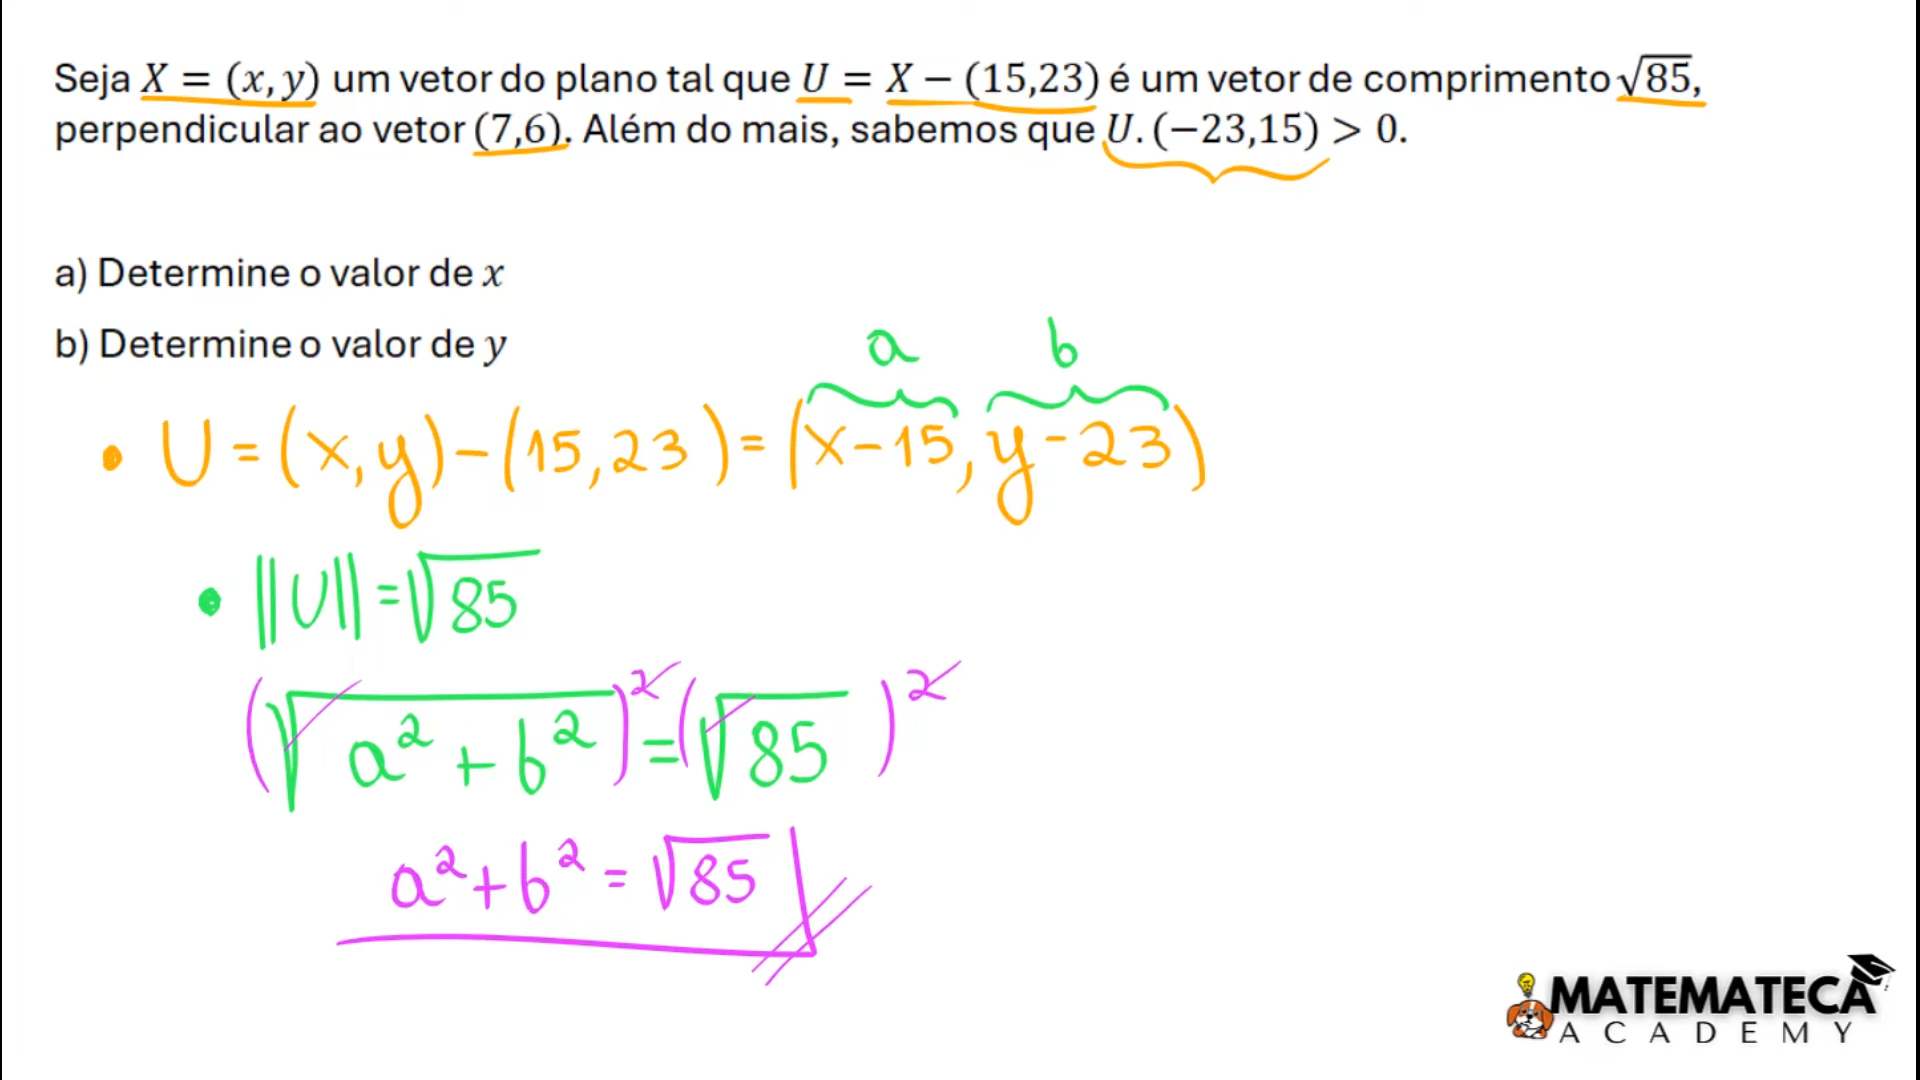 Seja X = (x, y) um vetor do plano tal que U = X − (15,23) é um vetor de comprimento √85,
perpendicular ao vetor (7,6). Além do mais, sabemos que U. (−23,15) > 0.
a) Determine o valor de x
b) Determine o valor de y
a b
• U = (x, y) - (15, 23) = (x - 15, y - 23)
• ||U|| = √85
(√a² + b²)² = (√85)²
a² + b² = √85
MATEMATECA
ACADEMY